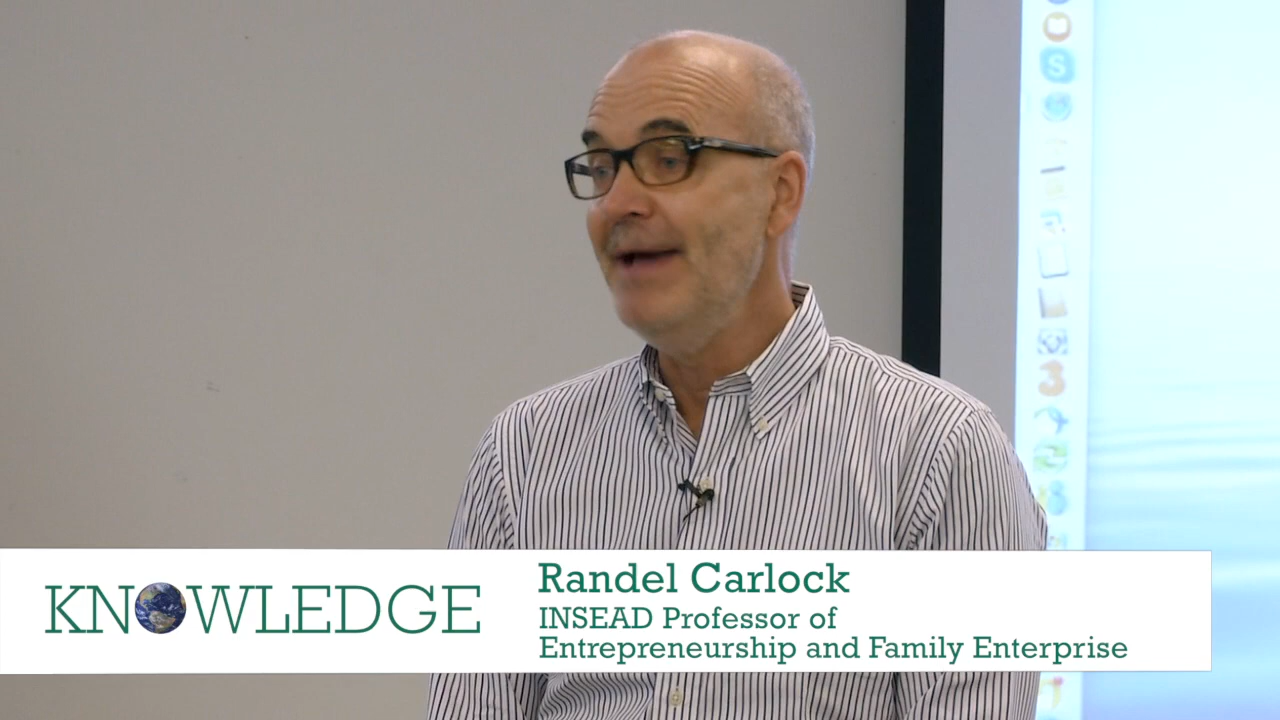 KNOWLEDGE
Randel Carlock
INSEAD Professor of
Entrepreneurship and Family Enterprise